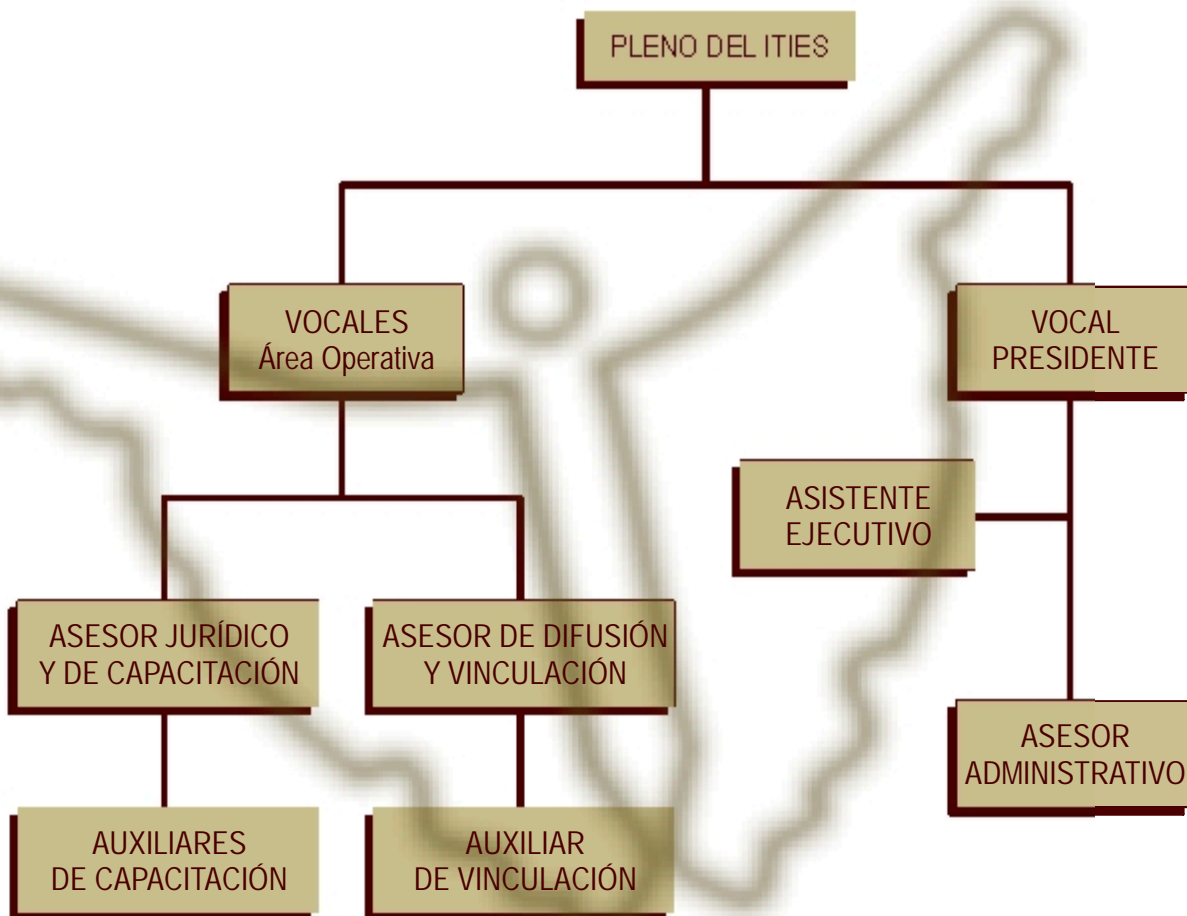 PLENO DEL ITIES
VOCALES
Área Operativa
VOCAL
PRESIDENTE
ASISTENTE
EJECUTIVO
ASESOR JURÍDICO
Y DE CAPACITACIÓN
ASESOR DE DIFUSIÓN
Y VINCULACIÓN
ASESOR
ADMINISTRATIVO
AUXILIARES
DE CAPACITACIÓN
AUXILIAR
DE VINCULACIÓN